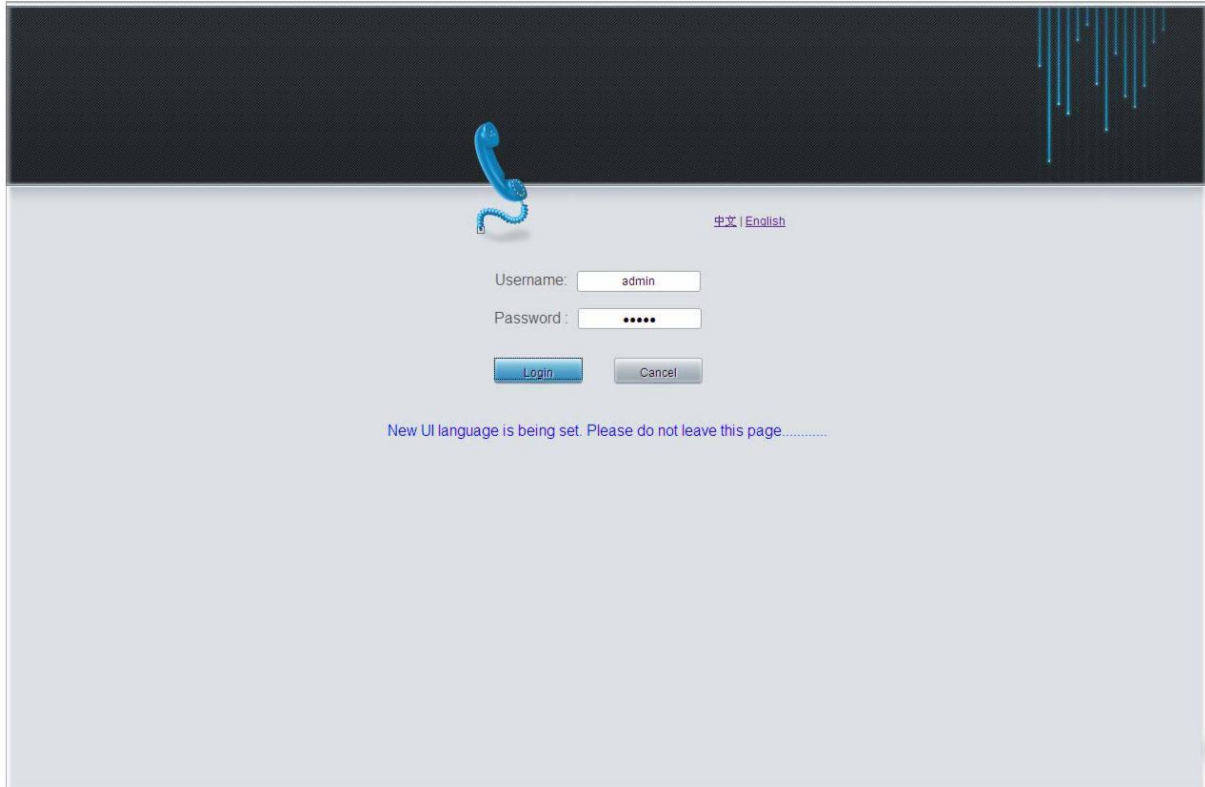 中文 | English
Username: admin
Password : •••••
Login Cancel
New UI language is being set. Please do not leave this page............